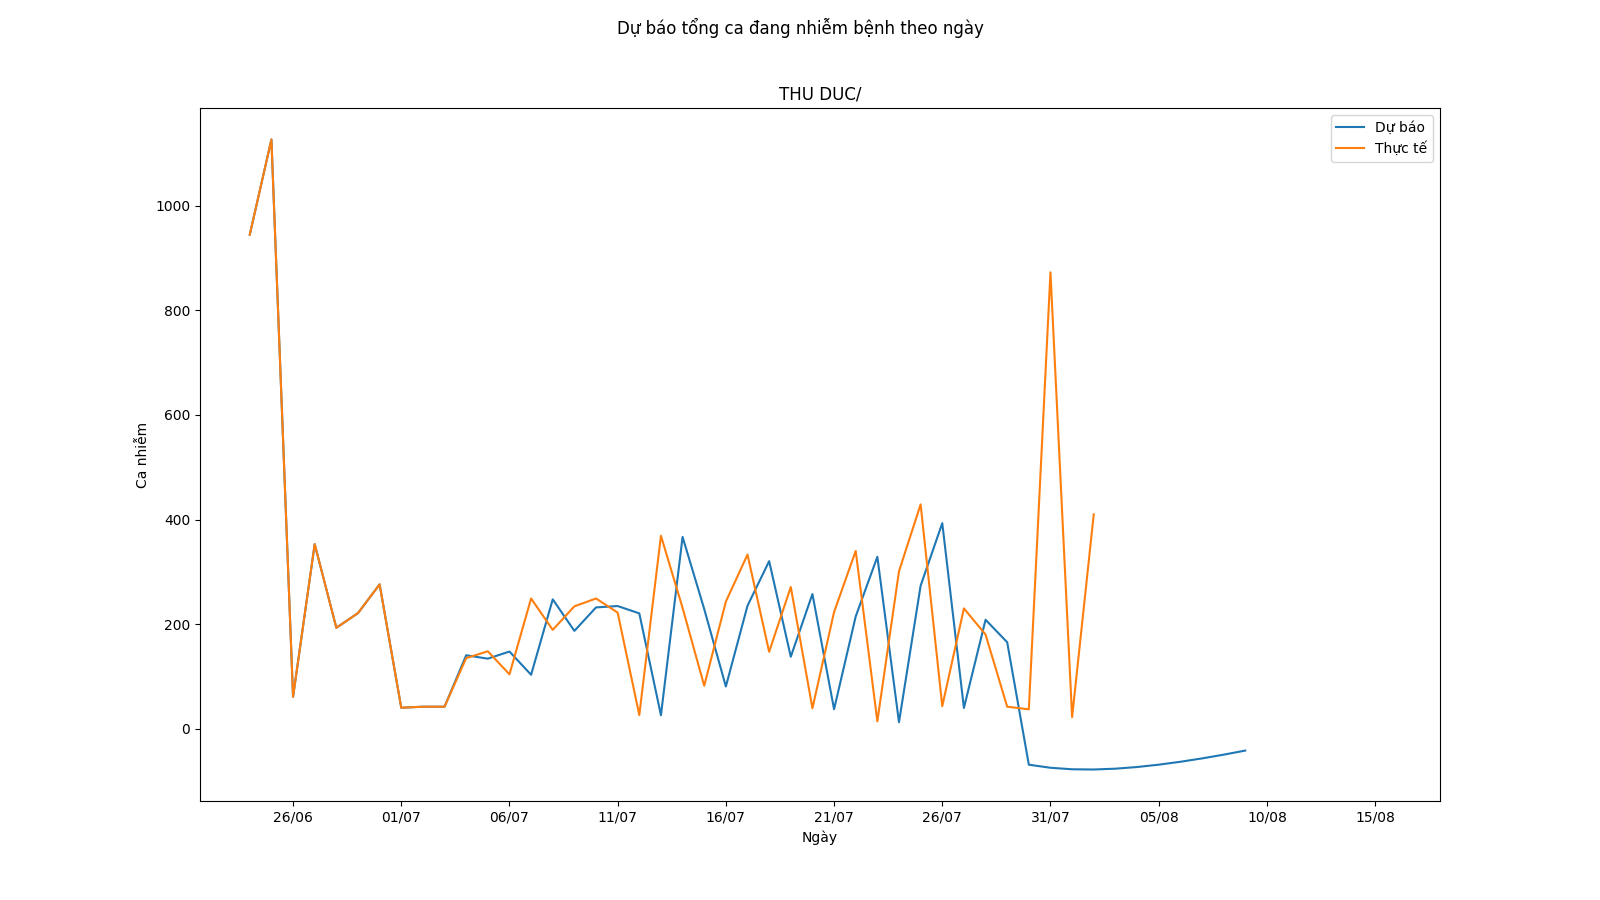 Dự báo tổng ca đang nhiễm bệnh theo ngày
THU DUC/
Dự báo
Thực tế
1000
800
600
400
200
0
Ca nhiễm
26/06
01/07
06/07
11/07
16/07
21/07
26/07
31/07
05/08
10/08
15/08
Ngày